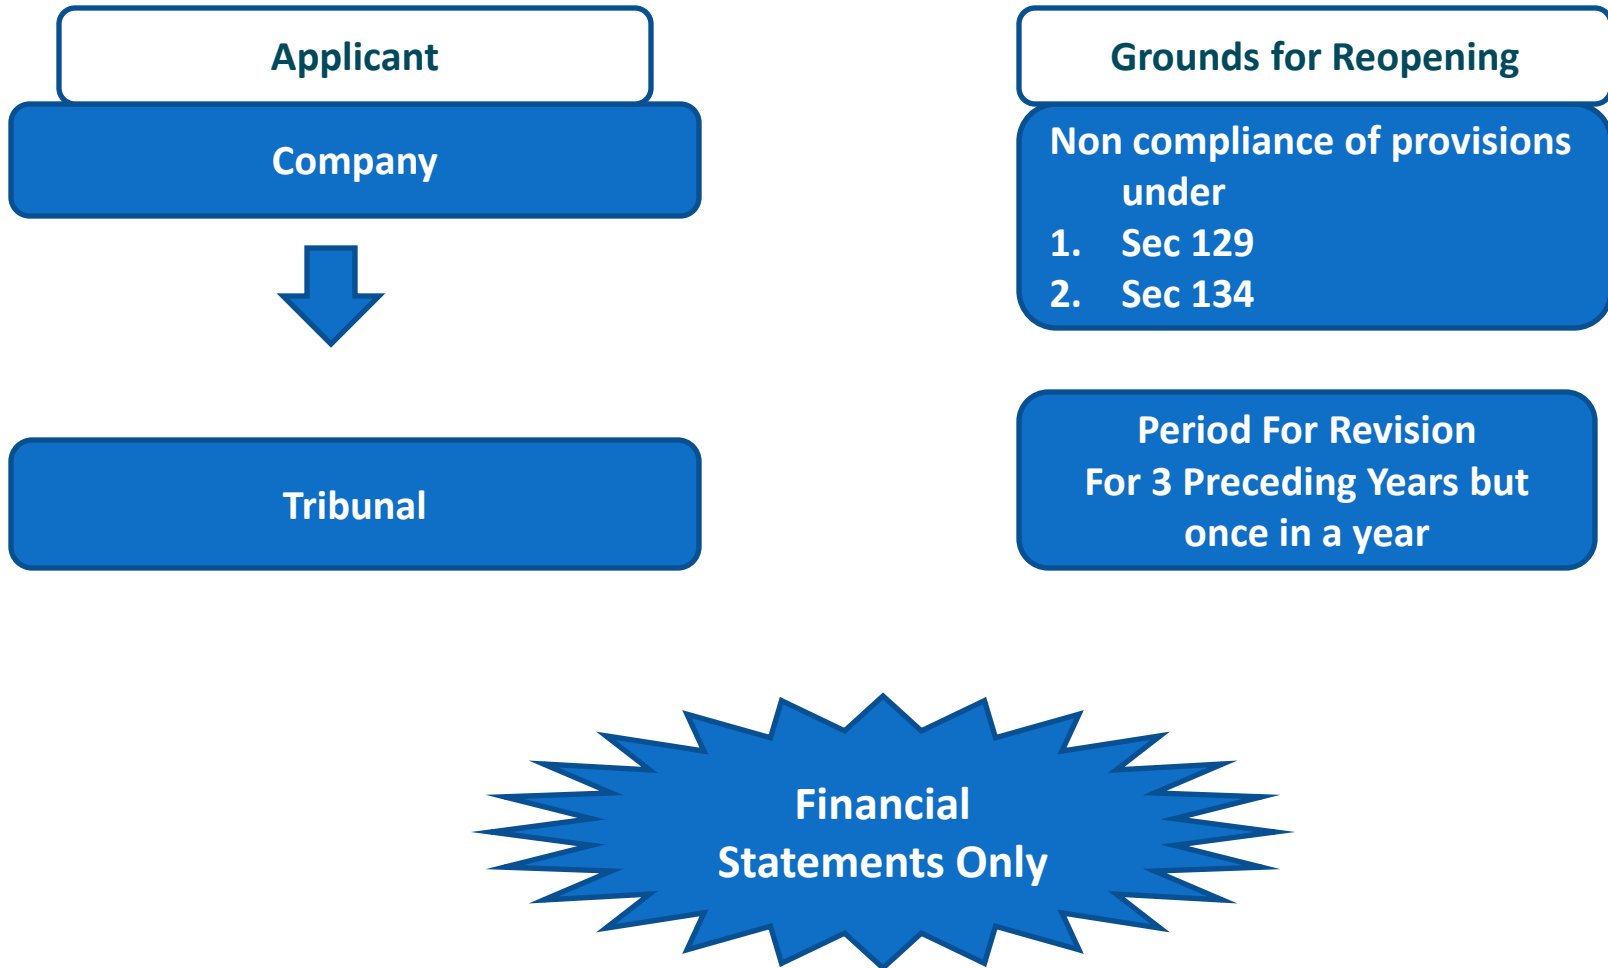 Applicant
Company
Tribunal
Grounds for Reopening
Non compliance of provisions
under
1. Sec 129
2. Sec 134
Period For Revision
For 3 Preceding Years but
once in a year
Financial
Statements Only